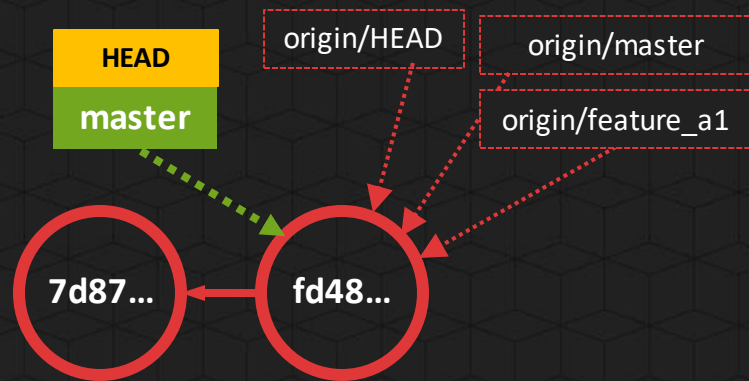 HEAD
master
origin/HEAD
origin/master
origin/feature_a1
7d87...
fd48...